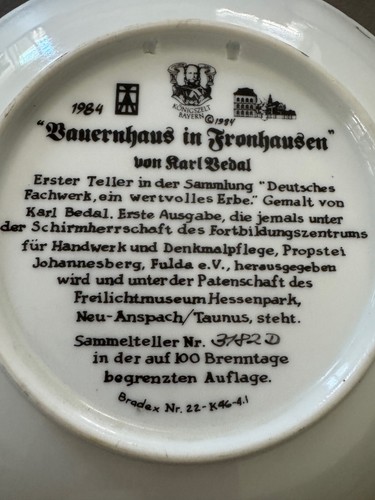 1984
KÖNIGSZELT
BAYERN
©1984
"Bauernhaus in Fronhausen"
von Karl Bedal
Erster Teller in der Sammlung "Deutsches
Fachwerk, ein wertvolles Erbe." Gemalt von
Karl Bedal. Erste Ausgabe, die jemals unter
der Schirmherrschaft des Fortbildungszentrums
für Handwerk und Denkmalpflege, Propstei
Johannesberg, Fulda e.V., herausgegeben
wird und unter der Patenschaft des
Freilichtmuseum Hessenpark,
Neu-Anspach/Taunus, steht.
Sammelteller Nr. 3782 D
in der auf 100 Brenntage
begrenzten Auflage.
Bradex Nr. 22-K46-4.1